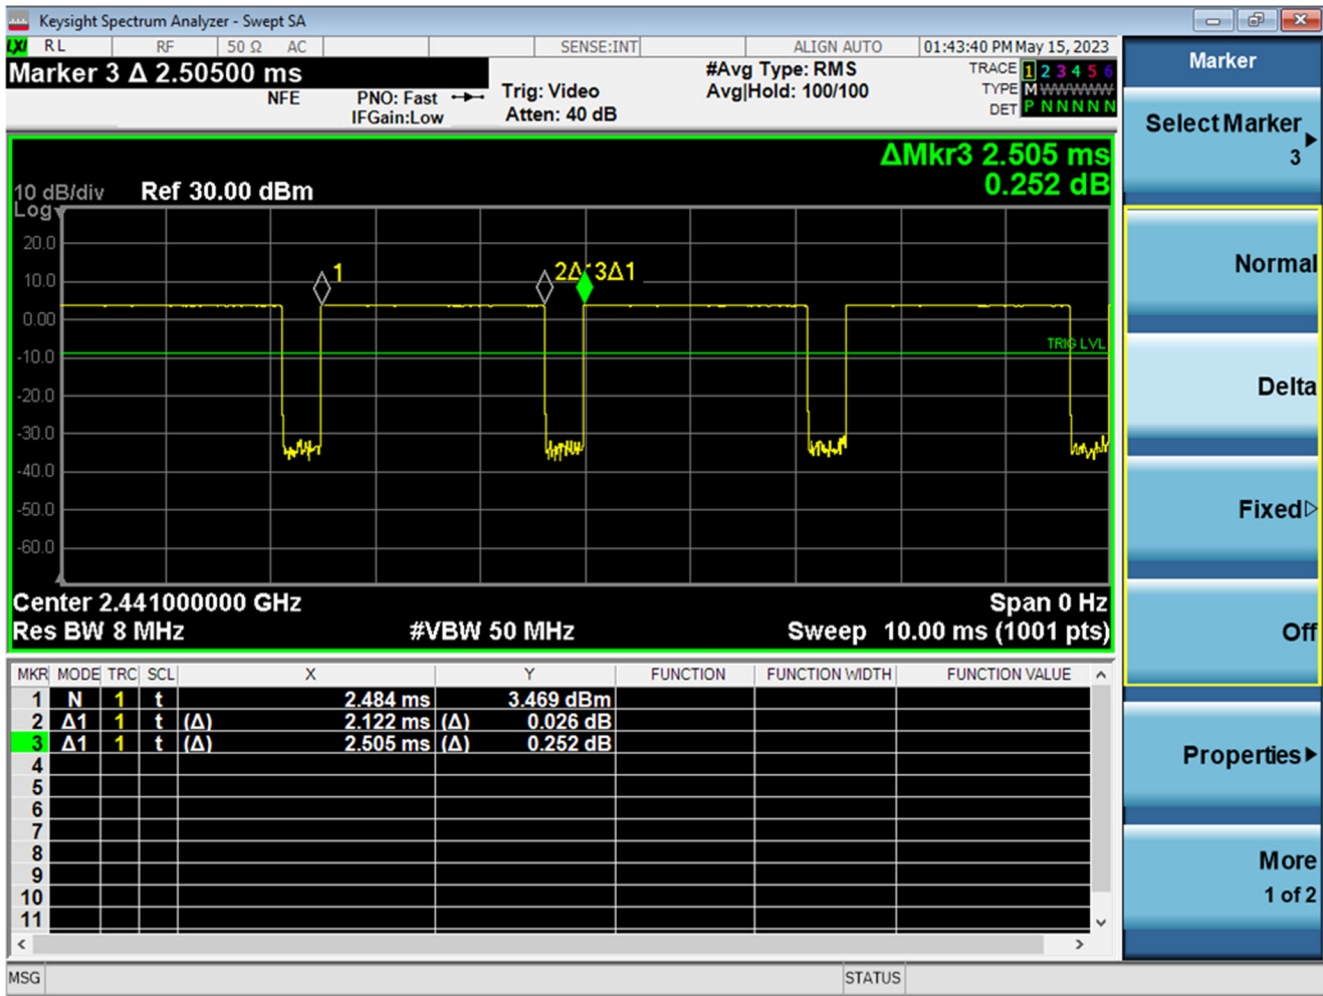 Keysight Spectrum Analyzer - Swept SA
LXI RL RF 50 Ω AC SENSE:INT ALIGN AUTO 01:43:40 PM May 15, 2023
Marker 3 Δ 2.50500 ms
NFE
PNO: Fast
IFGain:Low
Trig: Video
Atten: 40 dB
#Avg Type: RMS
Avg|Hold: 100/100
TRACE 1 2 3 4 5 6
TYPE M WWWWW
DET P N N N N N
ΔMkr3 2.505 ms
0.252 dB
10 dB/div Ref 30.00 dBm
Log
20.0
10.0
0.00
-10.0
-20.0
-30.0
-40.0
-50.0
-60.0
1
2Δ1 3Δ1
TRIG LVL
Center 2.441000000 GHz Span 0 Hz
Res BW 8 MHz #VBW 50 MHz Sweep 10.00 ms (1001 pts)
MKR MODE TRC SCL X Y FUNCTION FUNCTION WIDTH FUNCTION VALUE
1 N 1 t 2.484 ms 3.469 dBm
2 Δ1 1 t (Δ) 2.122 ms (Δ) 0.026 dB
3 Δ1 1 t (Δ) 2.505 ms (Δ) 0.252 dB
4
5
6
7
8
9
10
11
MSG STATUS
Marker
Select Marker
3
Normal
Delta
Fixed
Off
Properties
More
1 of 2